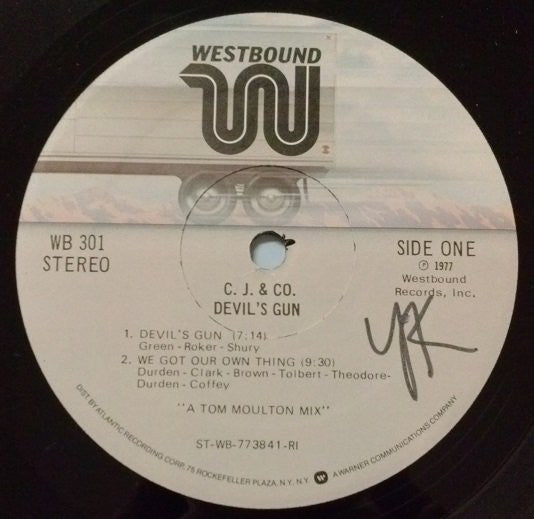 WESTBOUND
W
WB 301
STEREO
SIDE ONE
℗ 1977
Westbound
Records, Inc.
C. J. & CO.
DEVIL'S GUN
1. DEVIL'S GUN (7:14)
Green - Roker - Shury
2. WE GOT OUR OWN THING (9:30)
Durden - Clark - Brown - Tolbert - Theodore-
Durden - Coffey
"A TOM MOULTON MIX"
ST-WB-773841-RI
DIST. BY ATLANTIC RECORDING CORP., 75 ROCKEFELLER PLAZA, N.Y. N.Y. W A WARNER COMMUNICATIONS COMPANY